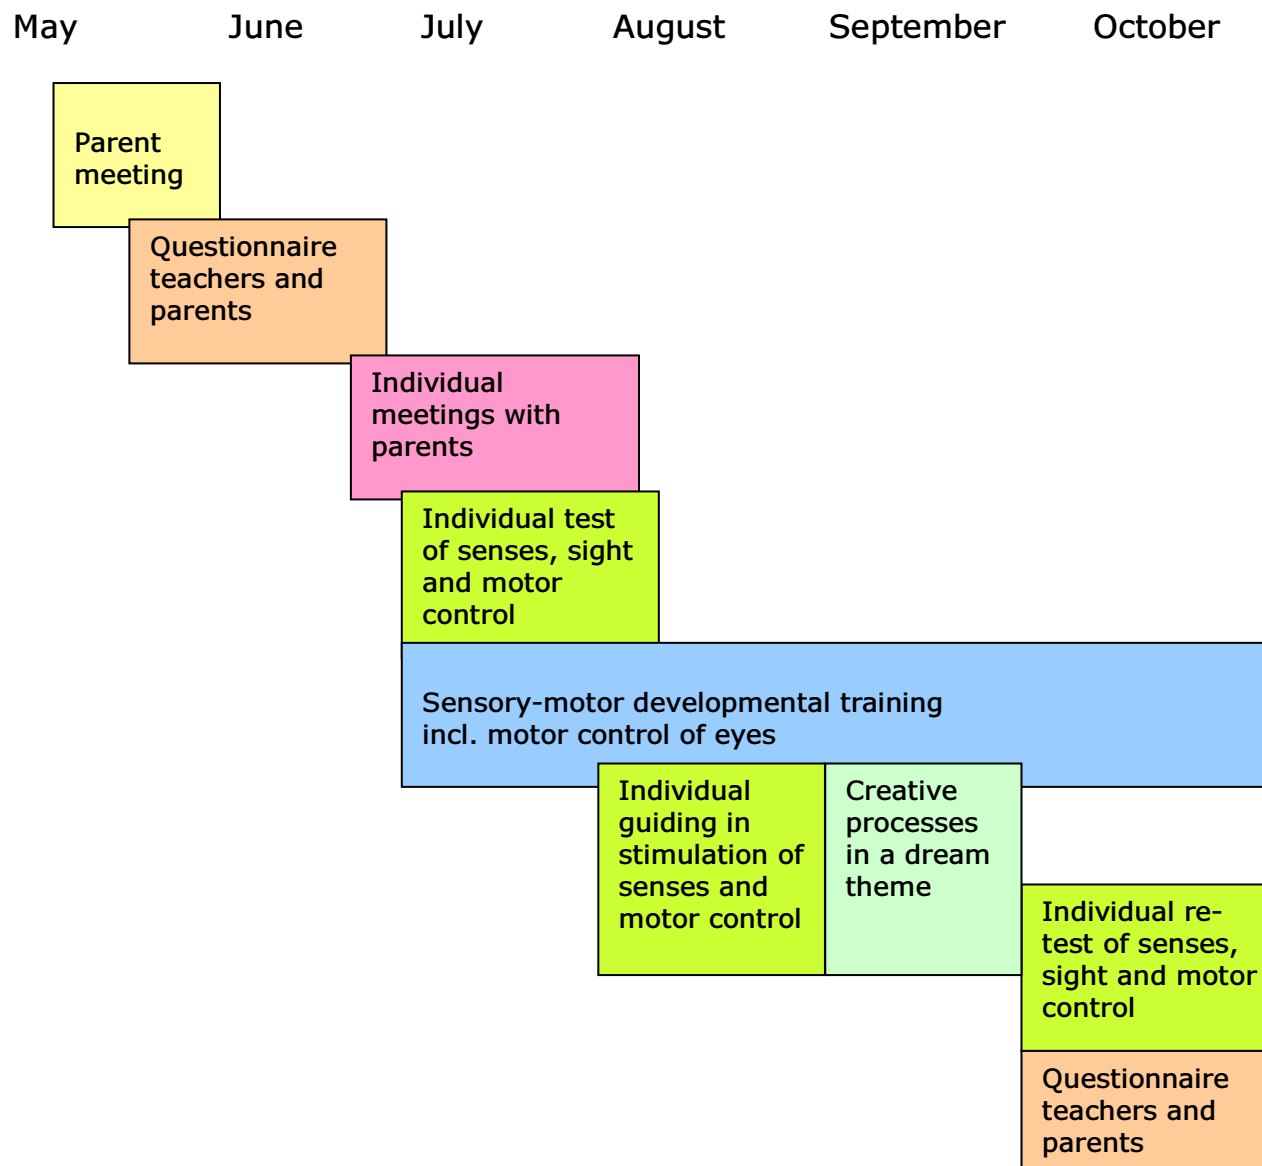 May June July August September October
Parent
meeting
Questionnaire
teachers and
parents
Individual
meetings with
parents
Individual test
of senses, sight
and motor
control
Sensory-motor developmental training
incl. motor control of eyes
Individual
guiding in
stimulation of
senses and
motor control
Creative
processes
in a dream
theme
Individual re-
test of senses,
sight and motor
control
Questionnaire
teachers and
parents